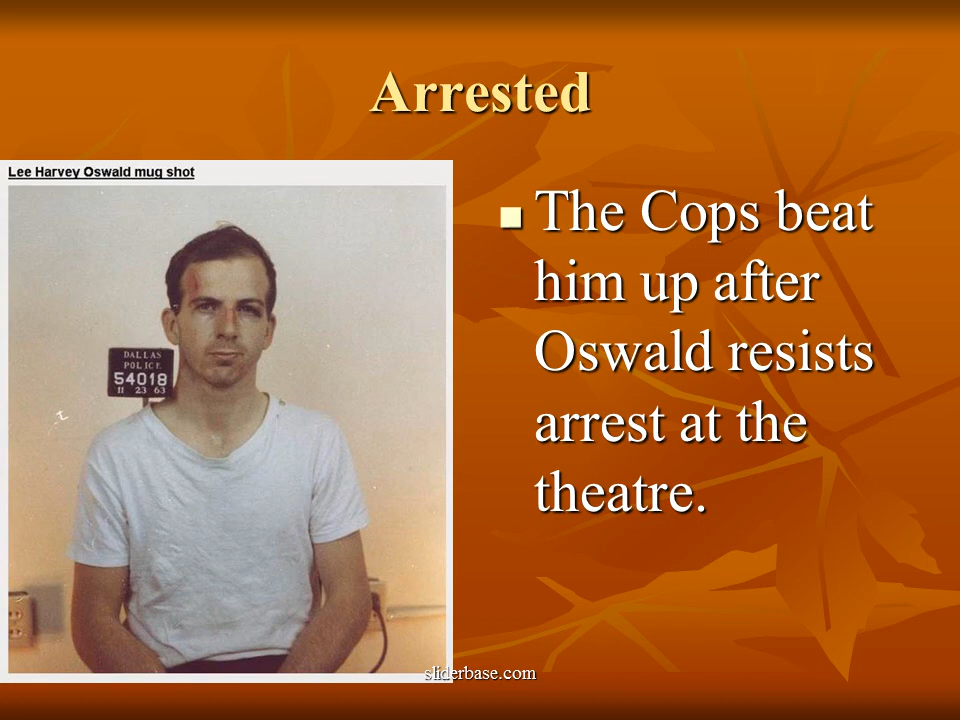 Arrested
Lee Harvey Oswald mug shot
DALLAS
POLICE
54018
11 23 63
The Cops beat
him up after
Oswald resists
arrest at the
theatre.
sliderbase.com